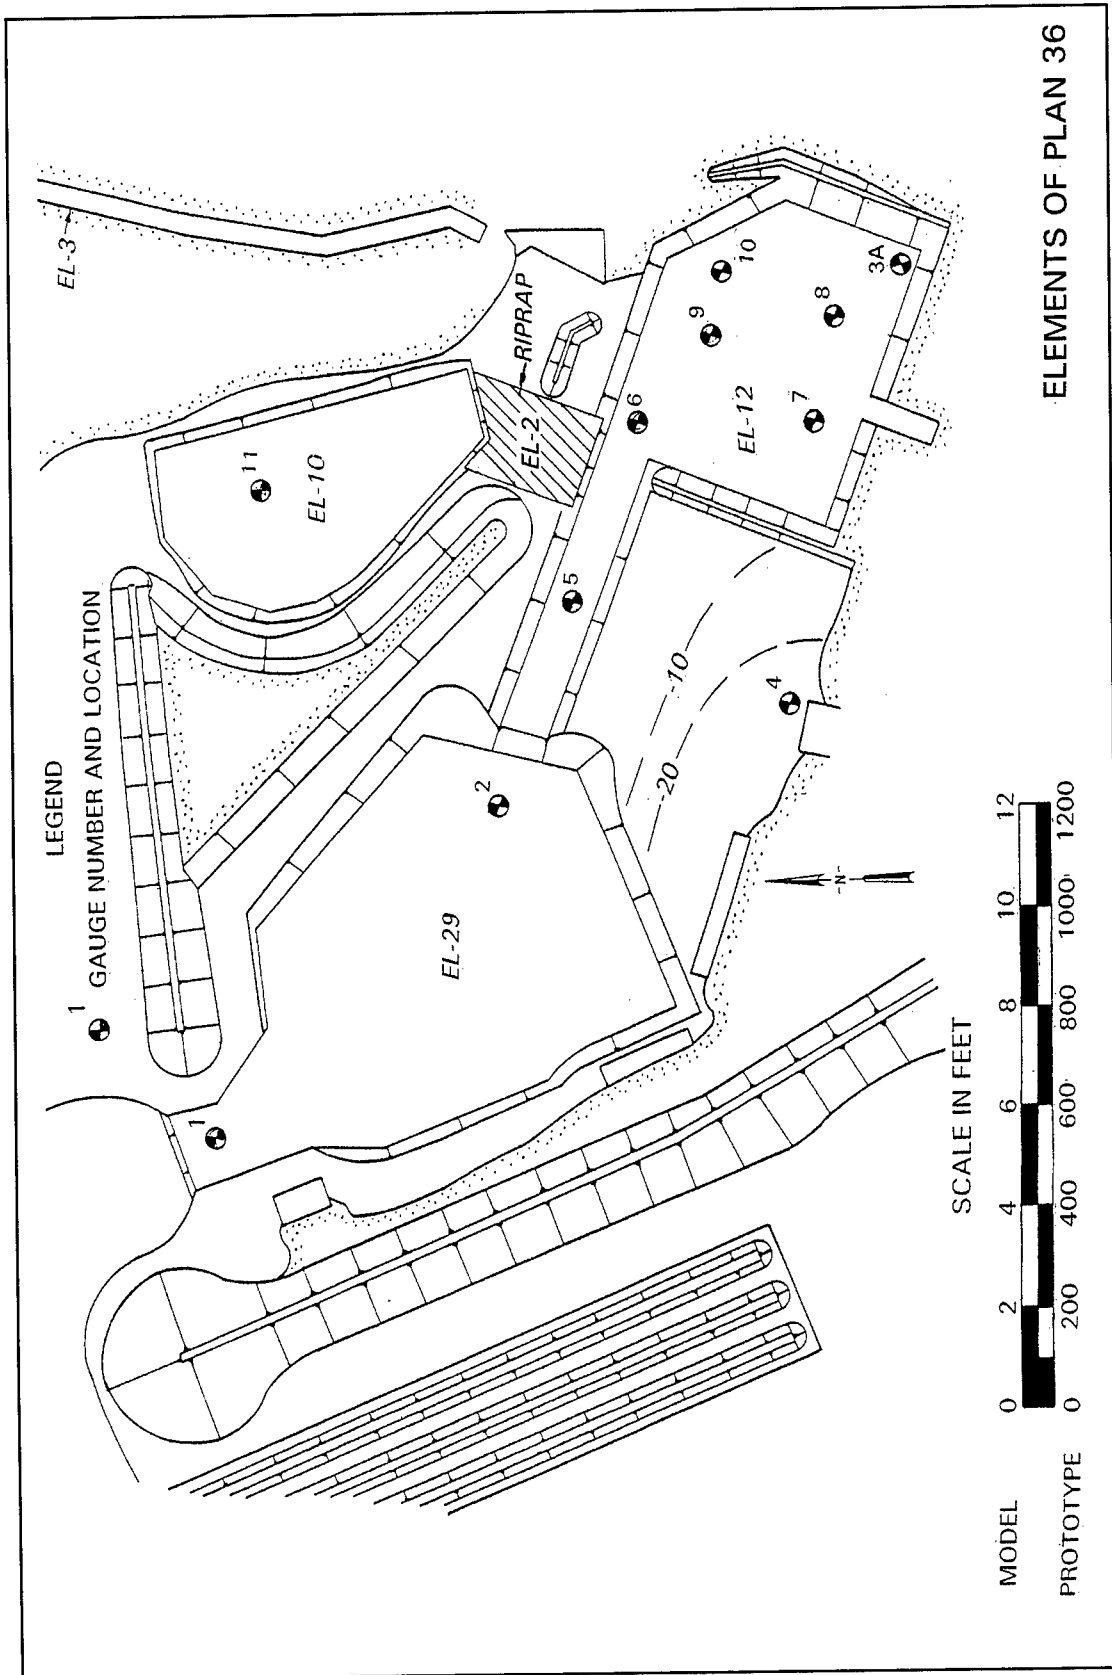 LEGEND
1 GAUGE NUMBER AND LOCATION
EL-3
1
11
EL-10
EL-29
2
5
6
EL-2
RIPRAP
9
10
-10
-20
4
EL-12
7
8
3A
-N-
SCALE IN FEET
MODEL 0 2 4 6 8 10 12
PROTOTYPE 0 200 400 600 800 1000 1200
ELEMENTS OF PLAN 36